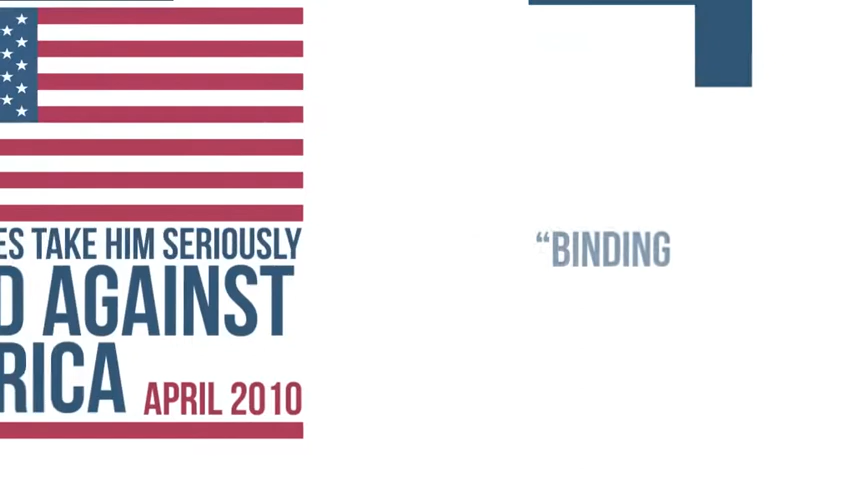 ES TAKE HIM SERIOUSLY
D AGAINST
RICA
APRIL 2010
“BINDING